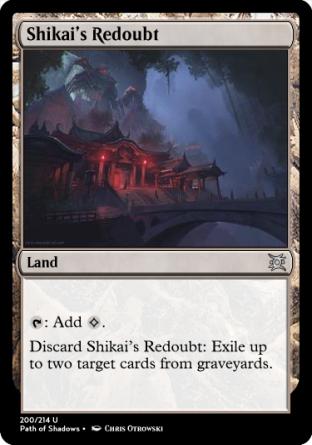 Shikai's Redoubt
Land
: Add .
Discard Shikai's Redoubt: Exile up
to two target cards from graveyards.
200/214 U
Path of Shadows • Chris Otrowski